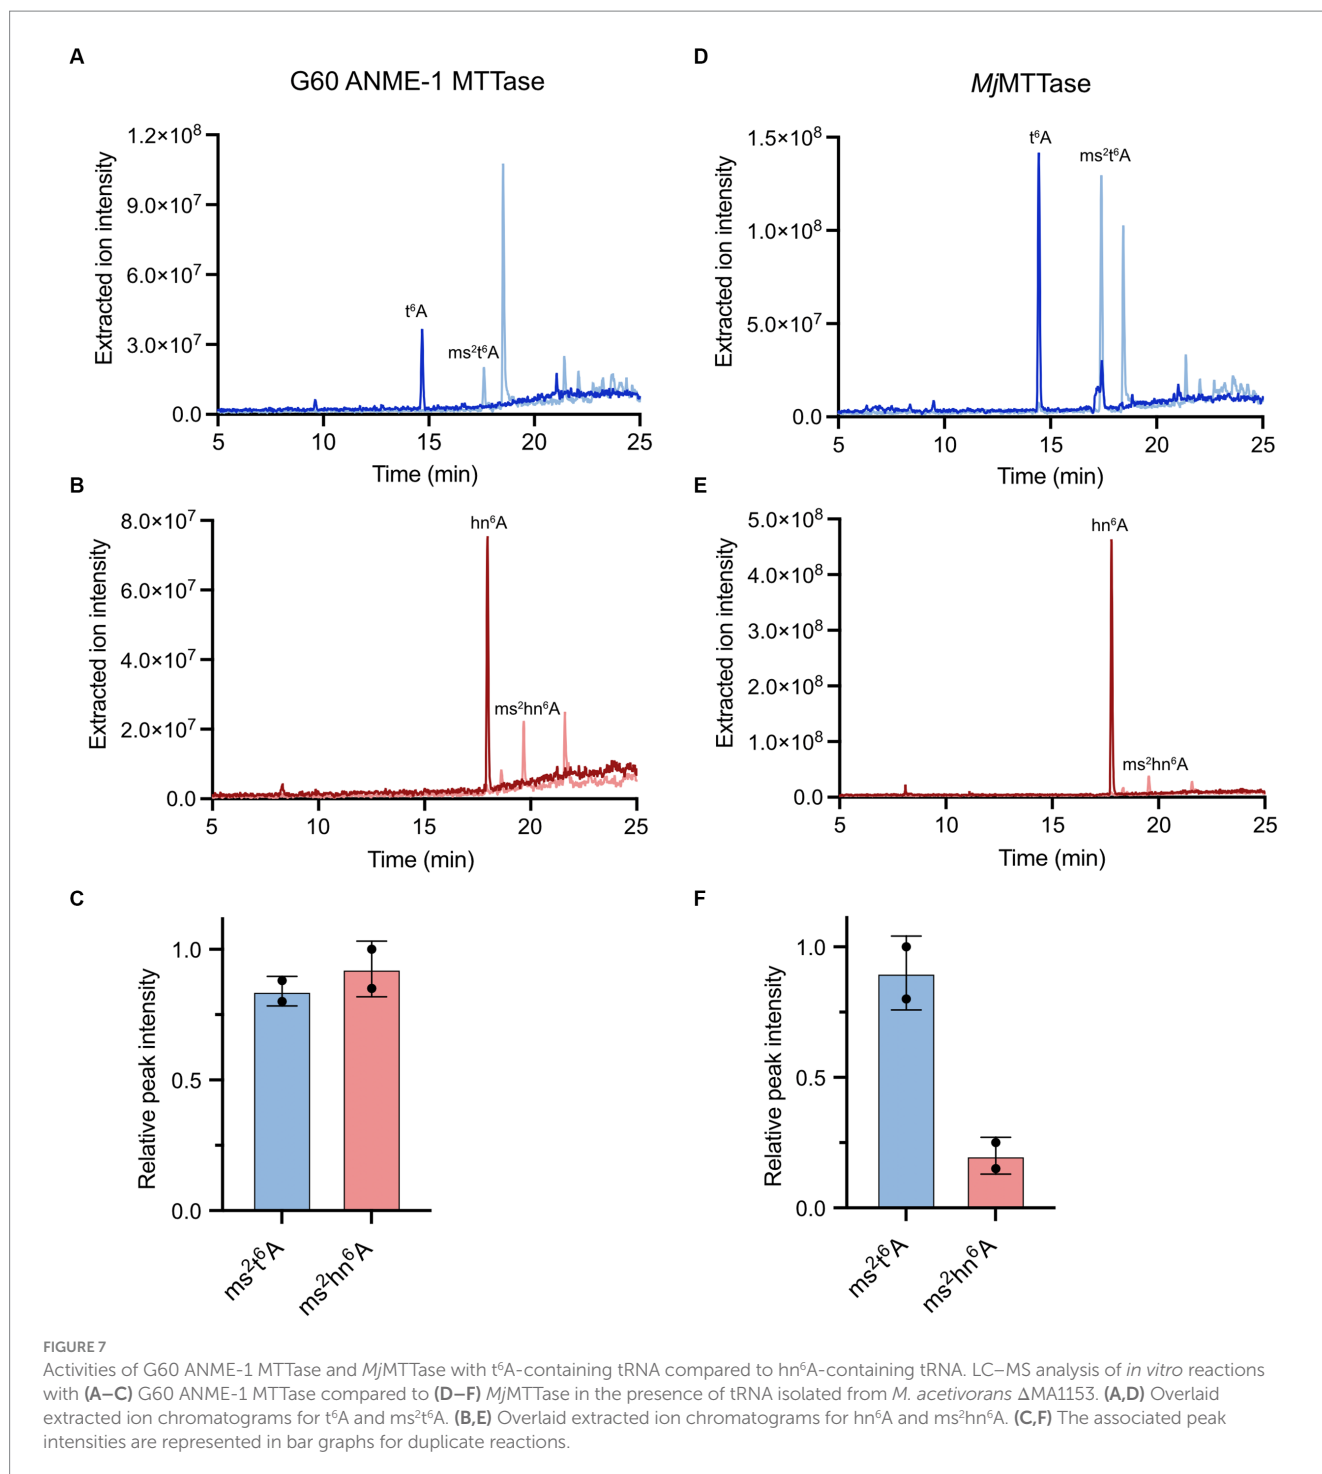 A
G60 ANME-1 MTTase
1.2×10⁸
9.0×10⁷
6.0×10⁷
3.0×10⁷
0.0
Extracted ion intensity
t⁶A
ms²t⁶A
5 10 15 20 25
Time (min)
B
8.0×10⁷
6.0×10⁷
4.0×10⁷
2.0×10⁷
0.0
Extracted ion intensity
hn⁶A
ms²hn⁶A
5 10 15 20 25
Time (min)
C
1.0
0.5
0.0
Relative peak intensity
ms²t⁶A
ms²hn⁶A
D
MjMTTase
1.5×10⁸
1.0×10⁸
5.0×10⁷
0.0
Extracted ion intensity
t⁶A
ms²t⁶A
5 10 15 20 25
Time (min)
E
5.0×10⁸
4.0×10⁸
3.0×10⁸
2.0×10⁸
1.0×10⁸
0.0
Extracted ion intensity
hn⁶A
ms²hn⁶A
5 10 15 20 25
Time (min)
F
1.0
0.5
0.0
Relative peak intensity
ms²t⁶A
ms²hn⁶A
FIGURE 7
Activities of G60 ANME-1 MTTase and MjMTTase with t⁶A-containing tRNA compared to hn⁶A-containing tRNA. LC–MS analysis of in vitro reactions
with (A–C) G60 ANME-1 MTTase compared to (D–F) MjMTTase in the presence of tRNA isolated from M. acetivorans ΔMA1153. (A,D) Overlaid
extracted ion chromatograms for t⁶A and ms²t⁶A. (B,E) Overlaid extracted ion chromatograms for hn⁶A and ms²hn⁶A. (C,F) The associated peak
intensities are represented in bar graphs for duplicate reactions.